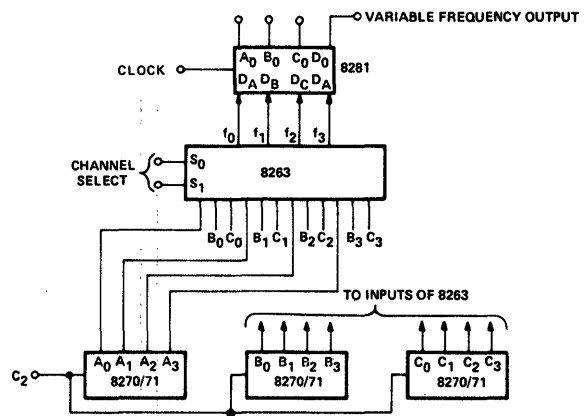 VARIABLE FREQUENCY OUTPUT
A0 B0 C0 D0
8281
CLOCK
DA DB DC DA
f0 f1 f2 f3
CHANNEL SELECT
S0
S1
8263
B0 C0 B1 C1 B2 C2 B3 C3
TO INPUTS OF 8263
A0 A1 A2 A3
B0 B1 B2 B3
C0 C1 C2 C3
C2
8270/71
8270/71
8270/71